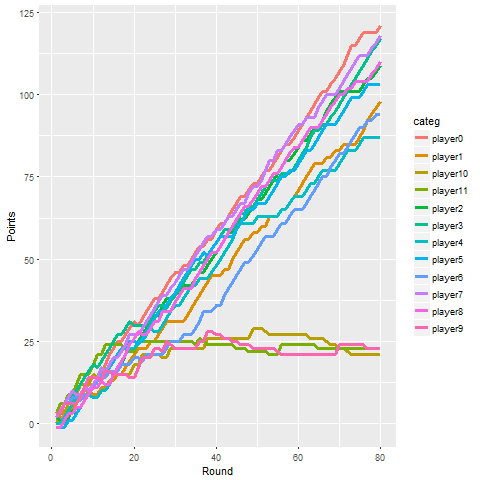 125
100
75
50
25
0
Points
0
20
40
60
80
Round
categ
player0
player1
player10
player11
player2
player3
player4
player5
player6
player7
player8
player9